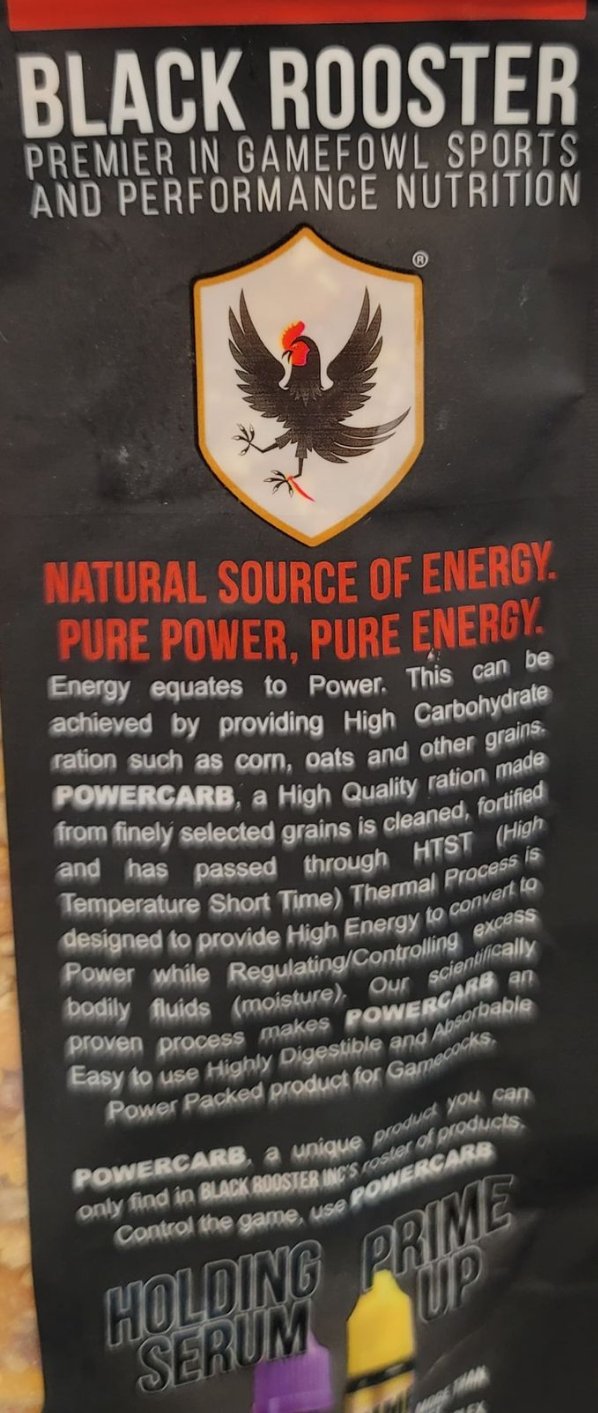 BLACK ROOSTER
PREMIER IN GAMEFOWL SPORTS
AND PERFORMANCE NUTRITION
®
NATURAL SOURCE OF ENERGY.
PURE POWER, PURE ENERGY.
Energy equates to Power. This can be
achieved by providing High Carbohydrate
ration such as corn, oats and other grains.
POWERCARB, a High Quality ration made
from finely selected grains is cleaned, fortified
and has passed through HTST (High
Temperature Short Time) Thermal Process is
designed to provide High Energy to convert to
Power while Regulating/Controlling excess
bodily fluids (moisture). Our scientifically
proven process makes POWERCARB an
Easy to use Highly Digestible and Absorbable
Power Packed product for Gamecocks.
POWERCARB, a unique product you can
only find in BLACK ROOSTER INC'S roster of products.
Control the game, use POWERCARB
HOLDING
SERUM
PRIME
UP
MORE THAN